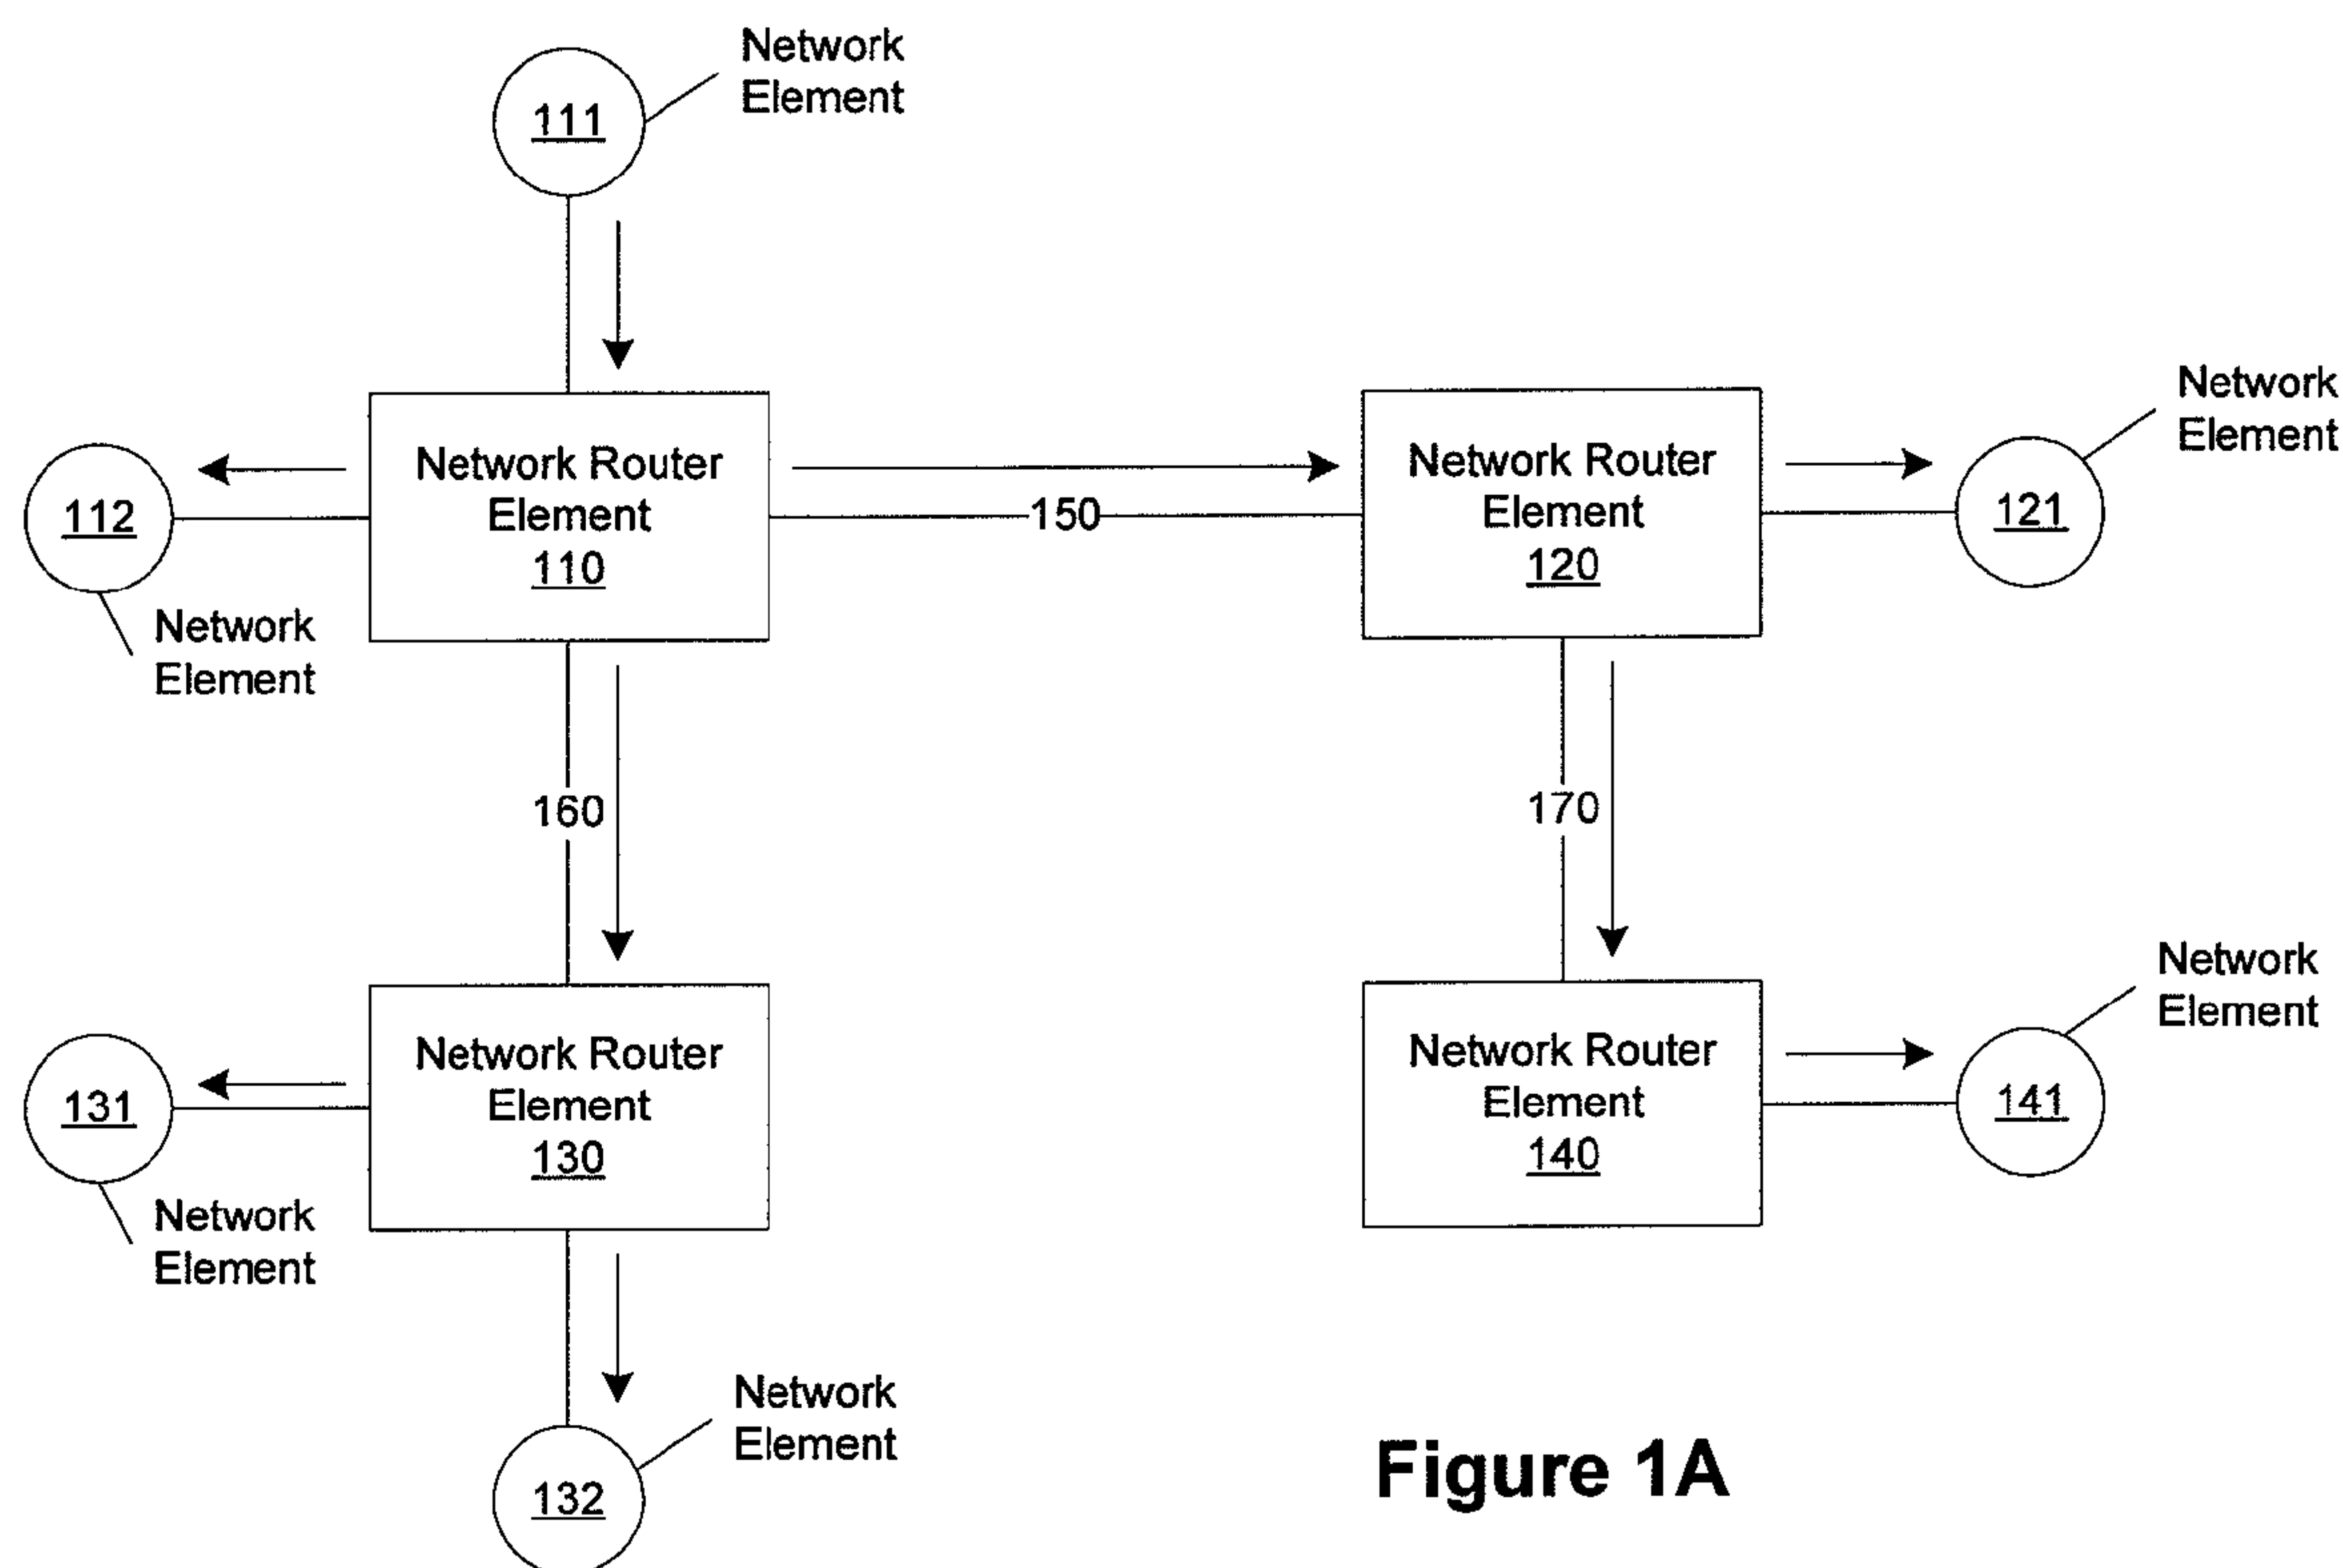 Network
Element
111
Network
Element
Network Router
Element
110
150
Network Router
Element
120
112
121
Network
Element
160
170
Network
Element
Network Router
Element
130
Network Router
Element
140
131
141
Network
Element
Network
Element
132
Figure 1A